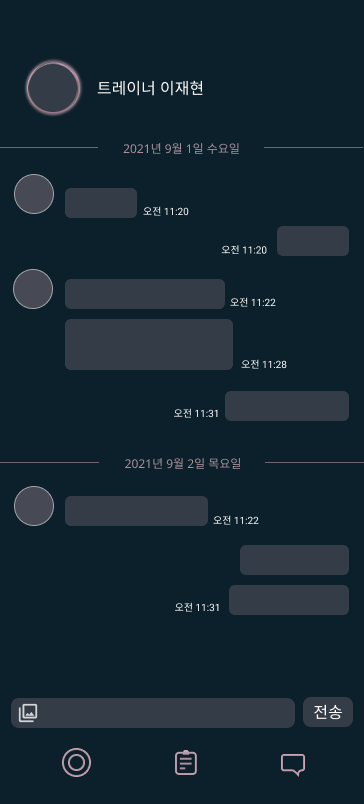 트레이너 이재현
2021년 9월 1일 수요일
오전 11:20
오전 11:20
오전 11:22
오전 11:28
오전 11:31
2021년 9월 2일 목요일
오전 11:22
오전 11:31
전송